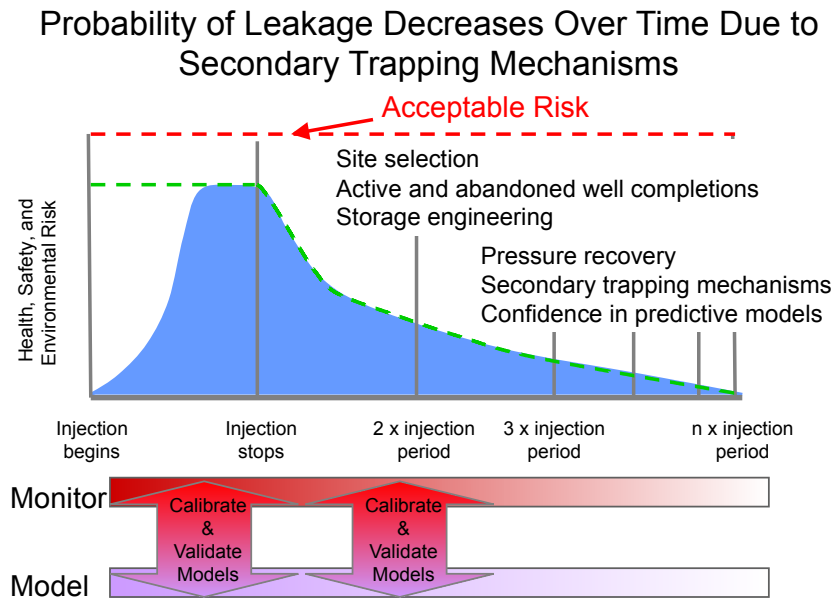 Probability of Leakage Decreases Over Time Due to
Secondary Trapping Mechanisms
Acceptable Risk
Site selection
Active and abandoned well completions
Storage engineering
Pressure recovery
Secondary trapping mechanisms
Confidence in predictive models
Health, Safety, and
Environmental Risk
Injection
begins
Injection
stops
2 x injection
period
3 x injection
period
n x injection
period
Monitor
Calibrate
&
Validate
Models
Calibrate
&
Validate
Models
Model